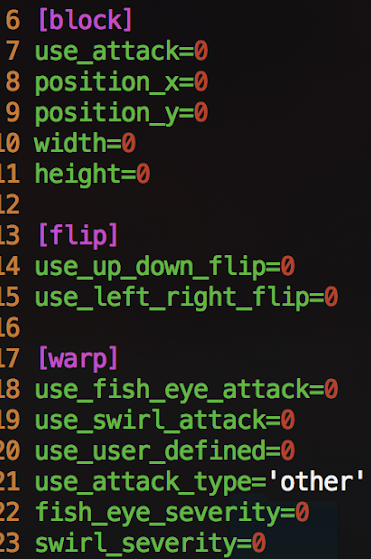 6 [block]
7 use_attack=0
8 position_x=0
9 position_y=0
10 width=0
11 height=0
12
13 [flip]
14 use_up_down_flip=0
15 use_left_right_flip=0
16
17 [warp]
18 use_fish_eye_attack=0
19 use_swirl_attack=0
20 use_user_defined=0
21 use_attack_type='other'
22 fish_eye_severity=0
23 swirl_severity=0